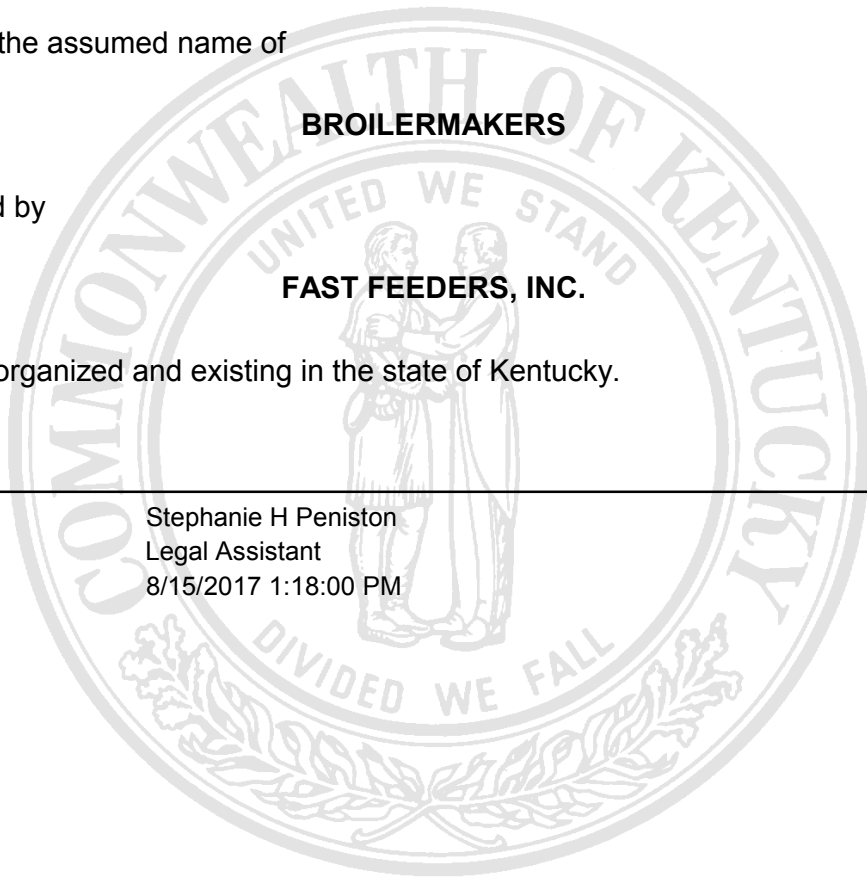 the assumed name of
BROILERMAKERS
d by
FAST FEEDERS, INC.
organized and existing in the state of Kentucky.
Stephanie H Peniston
Legal Assistant
8/15/2017 1:18:00 PM
COMMONWEALTH OF KENTUCKY
UNITED WE STAND
DIVIDED WE FALL